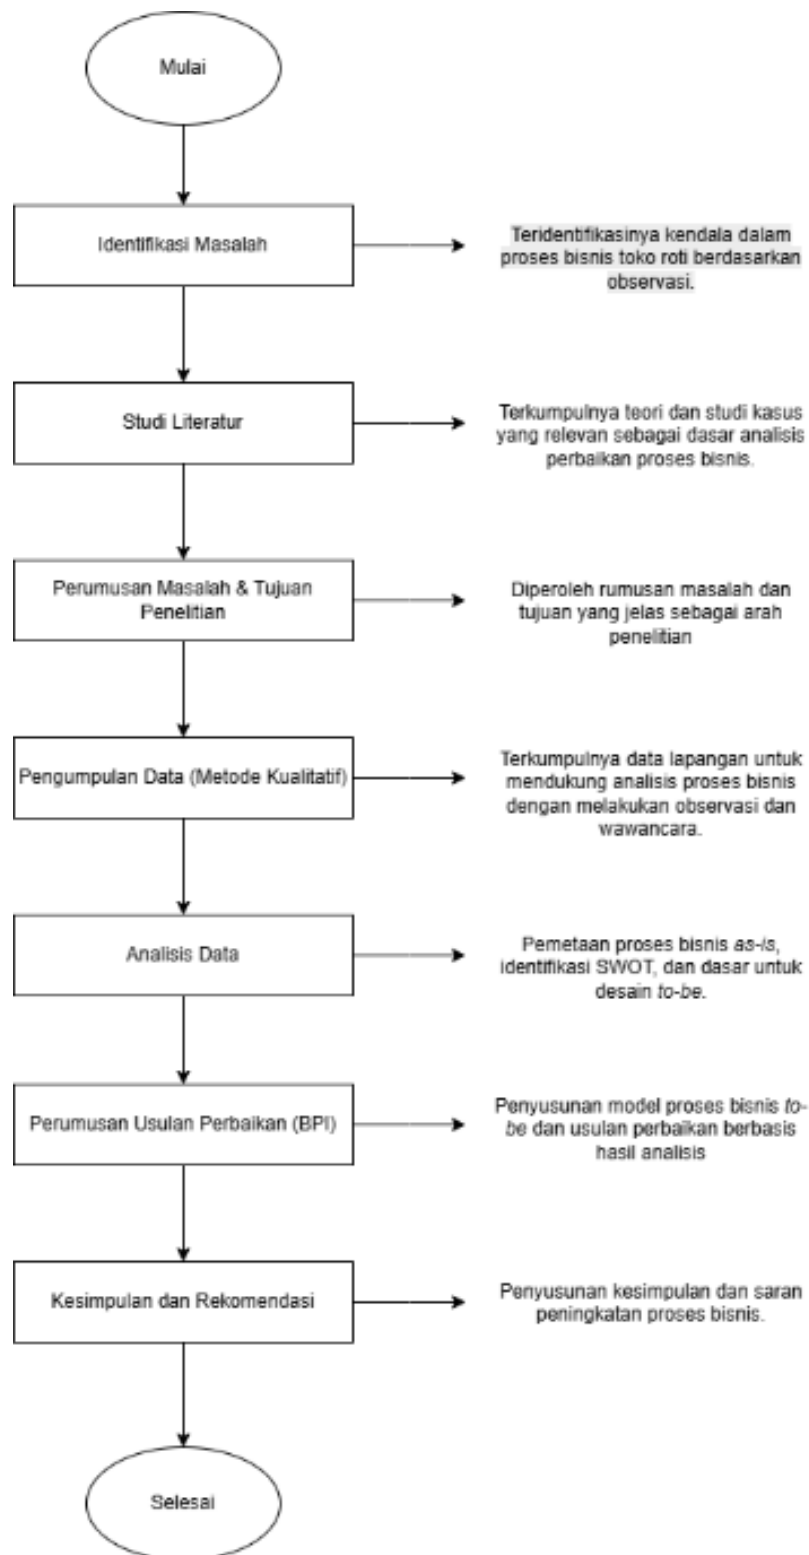 Mulai
Identifikasi Masalah
Teridentifikasinya kendala dalam
proses bisnis toko roti berdasarkan
observasi.
Studi Literatur
Terkumpulnya teori dan studi kasus
yang relevan sebagai dasar analisis
perbaikan proses bisnis.
Perumusan Masalah & Tujuan
Penelitian
Diperoleh rumusan masalah dan
tujuan yang jelas sebagai arah
penelitian
Pengumpulan Data (Metode Kualitatif)
Terkumpulnya data lapangan untuk
mendukung analisis proses bisnis
dengan melakukan observasi dan
wawancara.
Analisis Data
Pemetaan proses bisnis as-is,
identifikasi SWOT, dan dasar untuk
desain to-be.
Perumusan Usulan Perbaikan (BPI)
Penyusunan model proses bisnis to-
be dan usulan perbaikan berbasis
hasil analisis
Kesimpulan dan Rekomendasi
Penyusunan kesimpulan dan saran
peningkatan proses bisnis.
Selesai